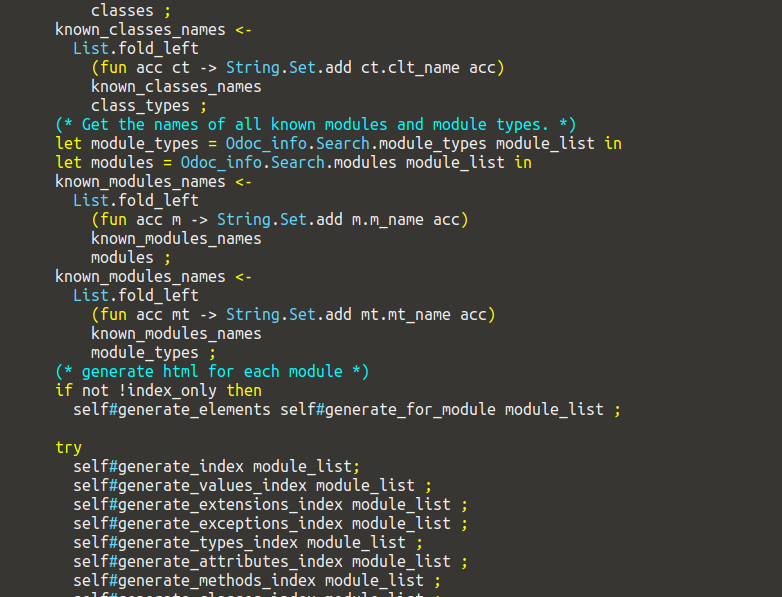 classes ;
known_classes_names <-
List.fold_left
(fun acc ct -> String.Set.add ct.clt_name acc)
known_classes_names
class_types ;
(* Get the names of all known modules and module types. *)
let module_types = Odoc_info.Search.module_types module_list in
let modules = Odoc_info.Search.modules module_list in
known_modules_names <-
List.fold_left
(fun acc m -> String.Set.add m.m_name acc)
known_modules_names
modules ;
known_modules_names <-
List.fold_left
(fun acc mt -> String.Set.add mt.mt_name acc)
known_modules_names
module_types ;
(* generate html for each module *)
if not !index_only then
self#generate_elements self#generate_for_module module_list ;
try
self#generate_index module_list;
self#generate_values_index module_list ;
self#generate_extensions_index module_list ;
self#generate_exceptions_index module_list ;
self#generate_types_index module_list ;
self#generate_attributes_index module_list ;
self#generate_methods_index module_list ;